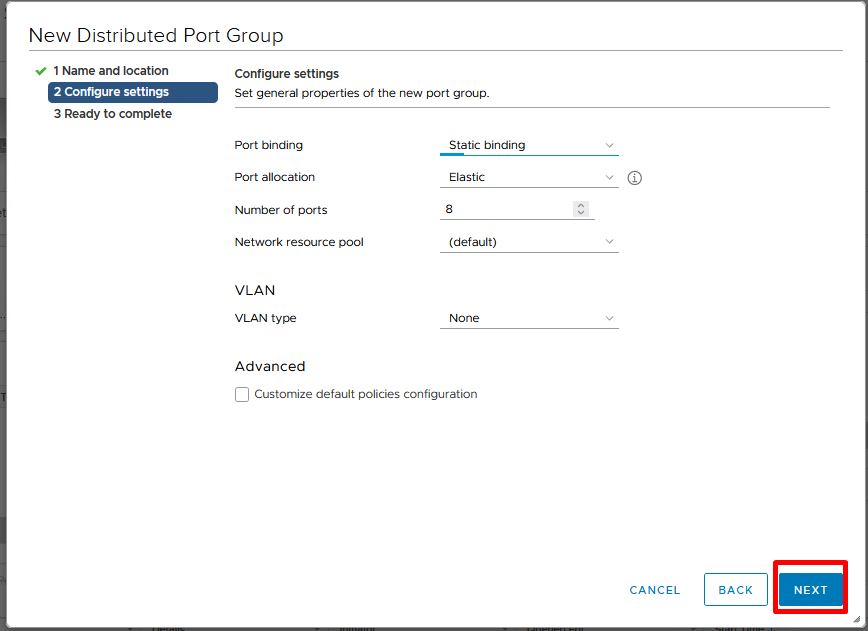 New Distributed Port Group
1 Name and location
2 Configure settings
3 Ready to complete
Configure settings
Set general properties of the new port group.
Port binding Static binding
Port allocation Elastic
Number of ports 8
Network resource pool (default)
VLAN
VLAN type None
Advanced
Customize default policies configuration
CANCEL BACK NEXT